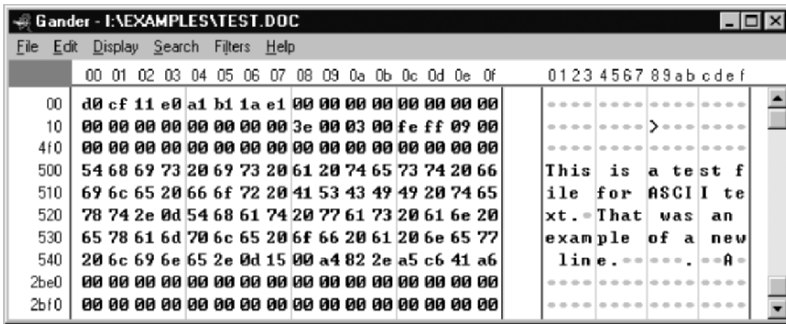 Gander - I:\EXAMPLES\TEST.DOC
File Edit Display Search Filters Help
00 01 02 03 04 05 06 07 08 09 0a 0b 0c 0d 0e 0f 0123 4567 89ab cdef
00 d0 cf 11 e0 a1 b1 1a e1 00 00 00 00 00 00 00 00
10 00 00 00 00 00 00 00 00 3e 00 03 00 fe ff 09 00 >
4f0 00 00 00 00 00 00 00 00 00 00 00 00 00 00 00 00
500 54 68 69 73 20 69 73 20 61 20 74 65 73 74 20 66 This is a test f
510 69 6c 65 20 66 6f 72 20 41 53 43 49 49 20 74 65 ile for ASCII te
520 78 74 2e 0d 54 68 61 74 20 77 61 73 20 61 6e 20 xt. That was an
530 65 78 61 6d 70 6c 65 20 6f 66 20 61 20 6e 65 77 example of a new
540 20 6c 69 6e 65 2e 0d 15 00 a4 82 2e a5 c6 41 a6 line. . A
2be0 00 00 00 00 00 00 00 00 00 00 00 00 00 00 00 00
2bf0 00 00 00 00 00 00 00 00 00 00 00 00 00 00 00 00